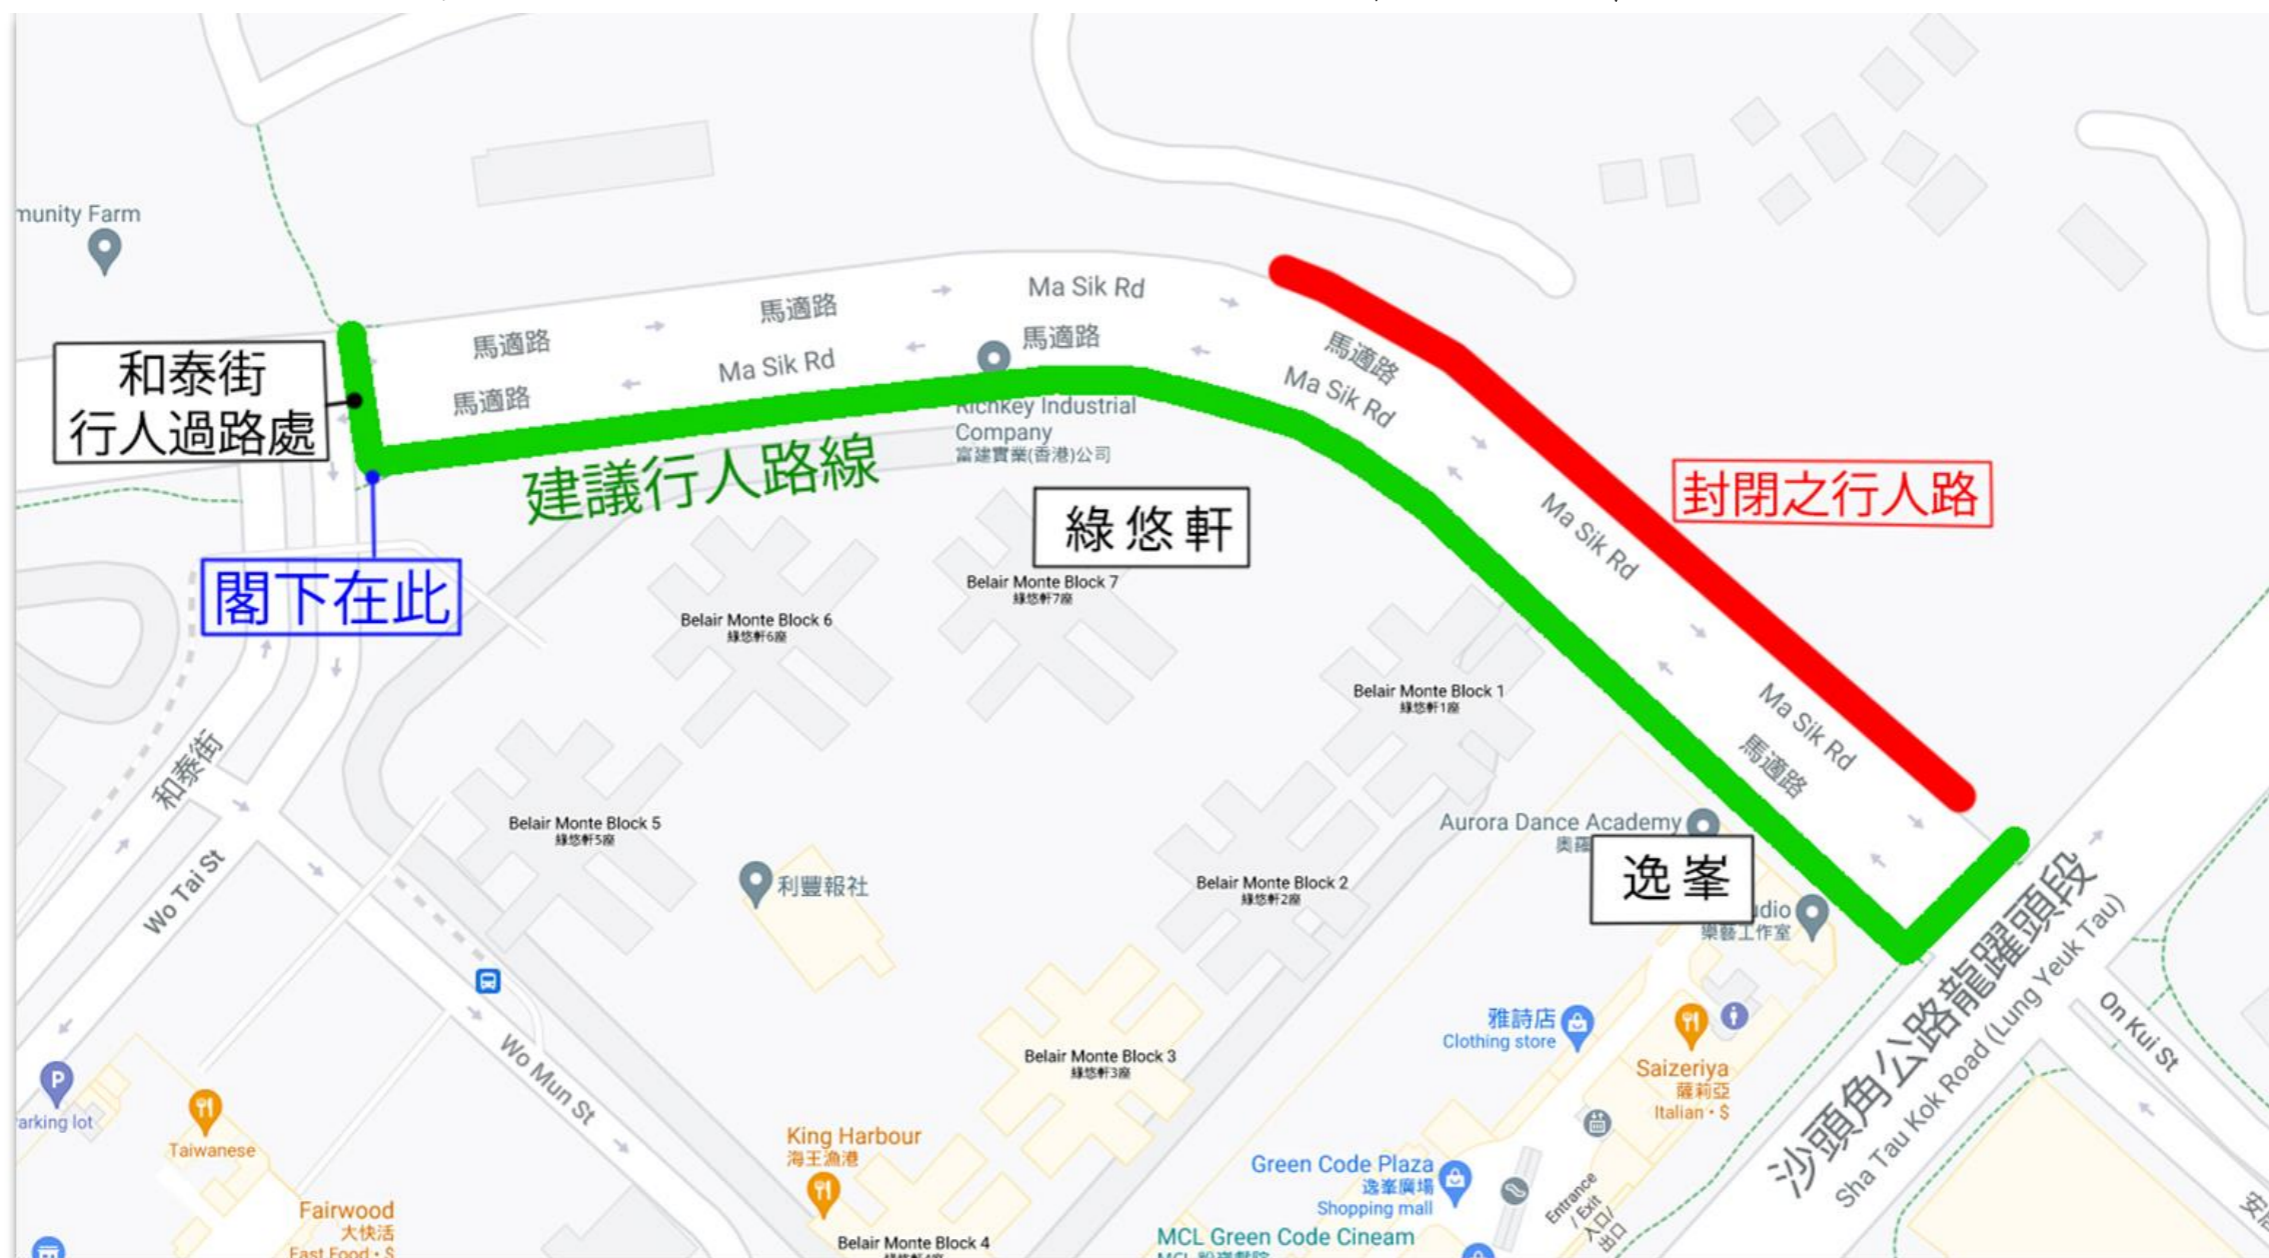 munity Farm
Ma Sik Rd
馬適路
馬適路
馬適路
Ma Sik Rd
馬適路
馬適路
Ma Sik Rd
和泰街
行人過路處
Richkey Industrial
Company
富建實業(香港)公司
建議行人路線
封閉之行人路
綠悠軒
Ma Sik Rd
閣下在此
Belair Monte Block 7
綠悠軒7座
Belair Monte Block 6
綠悠軒6座
Belair Monte Block 1
綠悠軒1座
Ma Sik Rd
馬適路
和泰街
Belair Monte Block 5
綠悠軒5座
Aurora Dance Academy
奧
逸峯
利豐報社
Belair Monte Block 2
綠悠軒2座
Wo Tai St
udio
樂藝工作室
沙頭角公路龍躍頭段
Sha Tau Kok Road (Lung Yeuk Tau)
On Kui St
雅詩店
Clothing store
Wo Mun St
Belair Monte Block 3
綠悠軒3座
Saizeriya
薩莉亞
Italian · $
P
arking lot
Taiwanese
King Harbour
海王漁港
Green Code Plaza
逸峯廣場
Shopping mall
Entrance
/ Exit
入口/
出口
Fairwood
大快活
Fast Food · $
Belair Monte Block 4
MCL Green Code Cineam
安居